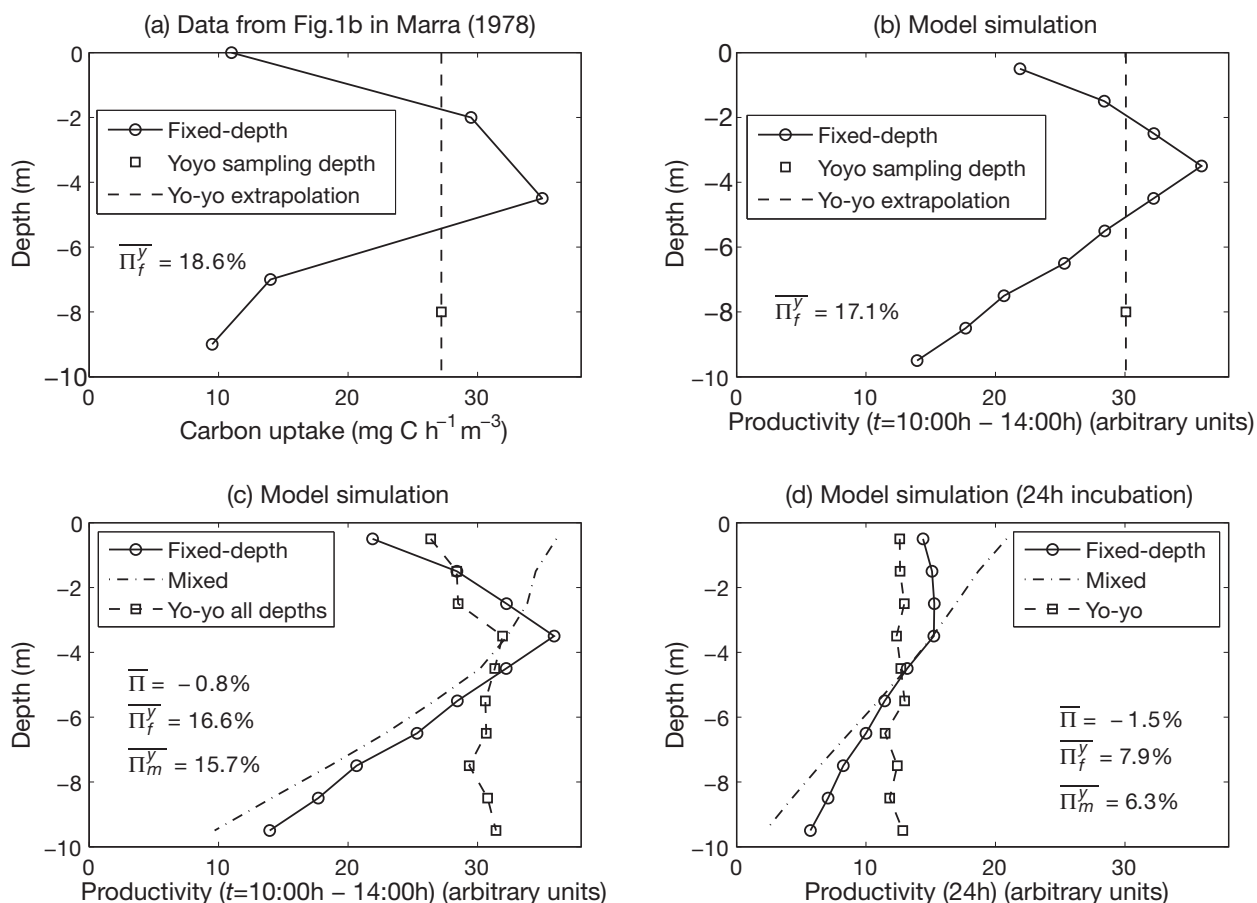 (a) Data from Fig.1b in Marra (1978)
0
−2
−4
−6
−8
−10
Depth (m)
Fixed-depth
Yoyo sampling depth
Yo-yo extrapolation
Π̅_f^y̅ = 18.6%
0 10 20 30
Carbon uptake (mg C h⁻¹ m⁻³)
(b) Model simulation
0
−2
−4
−6
−8
−10
Depth (m)
Fixed-depth
Yoyo sampling depth
Yo-yo extrapolation
Π̅_f^y̅ = 17.1%
0 10 20 30
Productivity (t=10:00h – 14:00h) (arbitrary units)
(c) Model simulation
0
−2
−4
−6
−8
−10
Depth (m)
Fixed-depth
Mixed
Yo-yo all depths
Π̅ = −0.8%
Π̅_f^y̅ = 16.6%
Π̅_m^y̅ = 15.7%
0 10 20 30
Productivity (t=10:00h – 14:00h) (arbitrary units)
(d) Model simulation (24h incubation)
0
−2
−4
−6
−8
−10
Depth (m)
Fixed-depth
Mixed
Yo-yo
Π̅ = −1.5%
Π̅_f^y̅ = 7.9%
Π̅_m^y̅ = 6.3%
0 10 20 30
Productivity (24h) (arbitrary units)